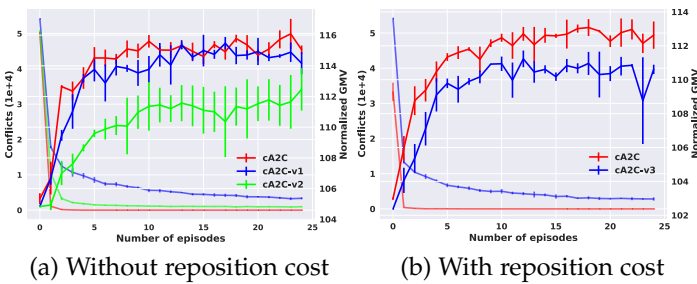 Conflicts (1e+4)
5
4
3
2
1
0
116
114
112
110
108
106
104
Normalized GMV
cA2C
cA2C-v1
cA2C-v2
0 5 10 15 20 25
Number of episodes
(a) Without reposition cost
Conflicts (1e+4)
5
4
3
2
1
0
114
112
110
108
106
104
102
Normalized GMV
cA2C
cA2C-v3
0 5 10 15 20 25
Number of episodes
(b) With reposition cost